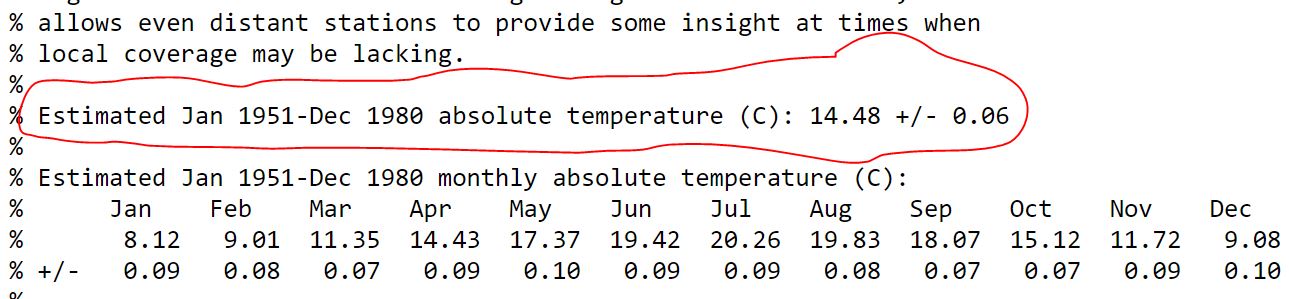 % allows even distant stations to provide some insight at times when
% local coverage may be lacking.
%
% Estimated Jan 1951-Dec 1980 absolute temperature (C): 14.48 +/- 0.06
%
% Estimated Jan 1951-Dec 1980 monthly absolute temperature (C):
% Jan Feb Mar Apr May Jun Jul Aug Sep Oct Nov Dec
% 8.12 9.01 11.35 14.43 17.37 19.42 20.26 19.83 18.07 15.12 11.72 9.08
% +/- 0.09 0.08 0.07 0.09 0.10 0.09 0.09 0.08 0.07 0.07 0.09 0.10
%